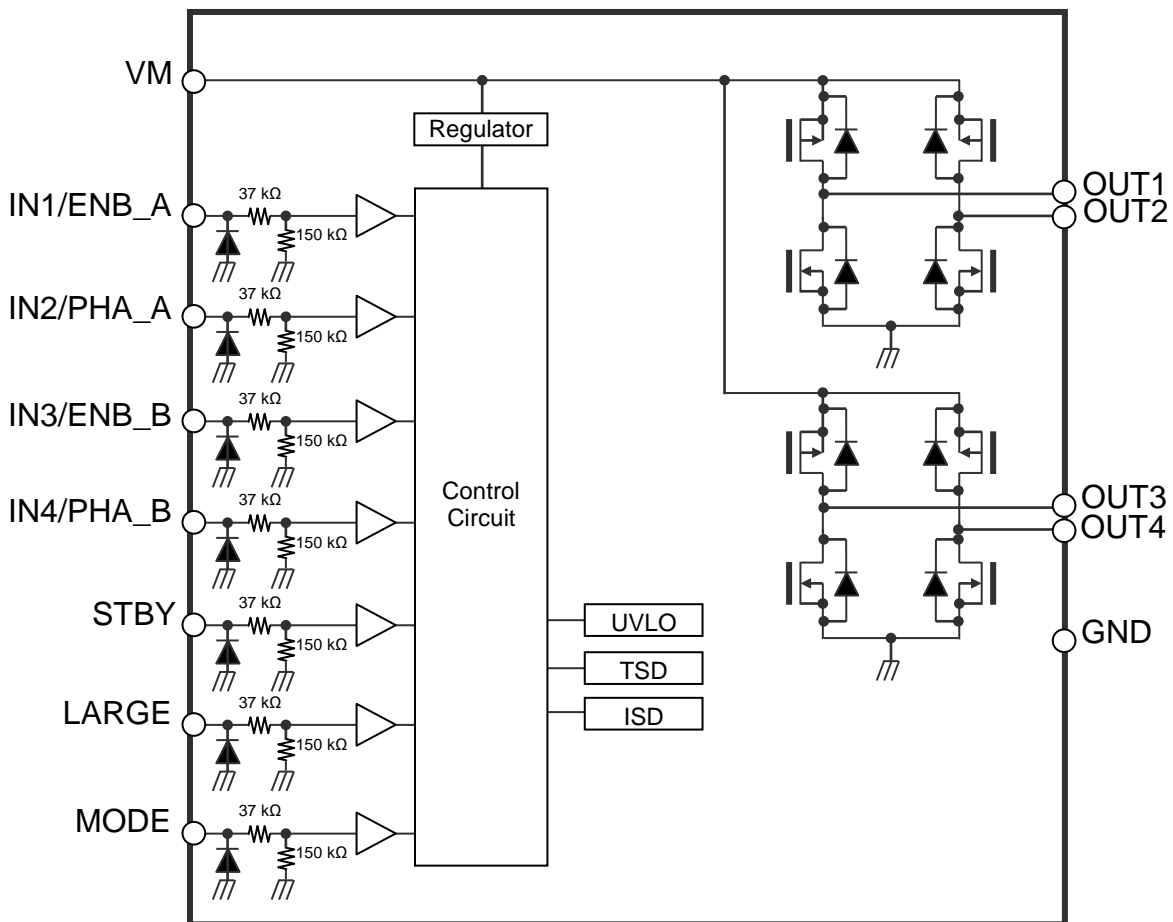 VM
Regulator
OUT1
OUT2
IN1/ENB_A
37 kΩ
150 kΩ
IN2/PHA_A
37 kΩ
150 kΩ
IN3/ENB_B
37 kΩ
150 kΩ
IN4/PHA_B
37 kΩ
150 kΩ
Control
Circuit
OUT3
OUT4
STBY
37 kΩ
150 kΩ
UVLO
GND
TSD
LARGE
37 kΩ
150 kΩ
ISD
MODE
37 kΩ
150 kΩ